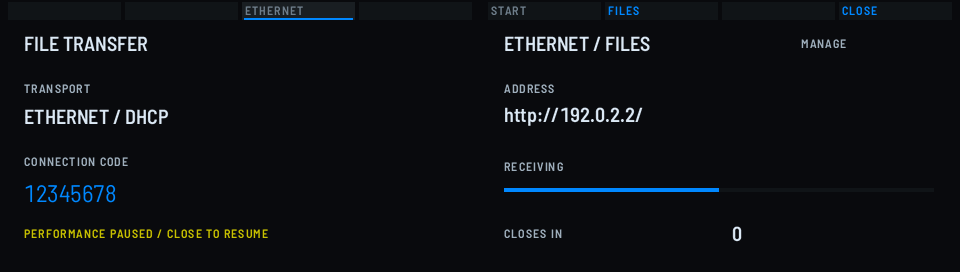 ETHERNET
START
FILES
CLOSE
FILE TRANSFER
ETHERNET / FILES
MANAGE
TRANSPORT
ETHERNET / DHCP
ADDRESS
http://192.0.2.2/
CONNECTION CODE
12345678
RECEIVING
PERFORMANCE PAUSED / CLOSE TO RESUME
CLOSES IN
0